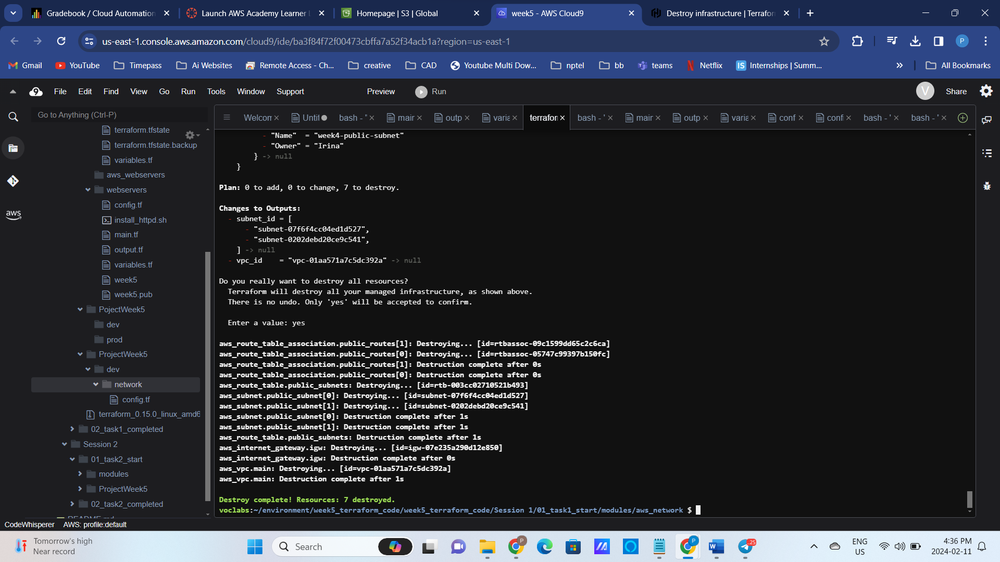 Gradebook / Cloud Automation
Launch AWS Academy Learner L
Homepage | S3 | Global
week5 - AWS Cloud9
Destroy infrastructure | Terrafor
us-east-1.console.aws.amazon.com/cloud9/ide/ba3f84f72f00473cbffa7a52f34acb1a?region=us-east-1
P
Gmail
YouTube
Timepass
Ai Websites
Remote Access - Ch...
creative
CAD
Youtube Multi Dow...
nptel
bb
teams
Netflix
IS Internships | Summ...
All Bookmarks
File Edit Find View Go Run Tools Window Support Preview Run
V Share
Go to Anything (Ctrl-P)
Welcom Untit bash - " main outp varia terraforn bash - ' main outp varia conf confi bash - ' bash - '
aws
terraform.tfstate
terraform.tfstate.backup
variables.tf
aws_webservers
webservers
config.tf
install_httpd.sh
main.tf
output.tf
variables.tf
week5
week5.pub
PojectWeek5
dev
prod
ProjectWeek5
dev
network
config.tf
terraform_0.15.0_linux_amd6
02_task1_completed
Session 2
01_task2_start
modules
ProjectWeek5
02_task2_completed
README.md
- "Name"  = "week4-public-subnet"
- "Owner" = "Irina"
} -> null
}
Plan: 0 to add, 0 to change, 7 to destroy.
Changes to Outputs:
- subnet_id = [
- "subnet-07f6f4cc04ed1d527",
- "subnet-0202debd20ce9c541",
] -> null
- vpc_id    = "vpc-01aa571a7c5dc392a" -> null
Do you really want to destroy all resources?
Terraform will destroy all your managed infrastructure, as shown above.
There is no undo. Only 'yes' will be accepted to confirm.
Enter a value: yes
aws_route_table_association.public_routes[1]: Destroying... [id=rtbassoc-09c1599dd65c2c6ca]
aws_route_table_association.public_routes[0]: Destroying... [id=rtbassoc-05747c99397b150fc]
aws_route_table_association.public_routes[1]: Destruction complete after 0s
aws_route_table_association.public_routes[0]: Destruction complete after 0s
aws_route_table.public_subnets: Destroying... [id=rtb-003cc02710521b493]
aws_subnet.public_subnet[0]: Destroying... [id=subnet-07f6f4cc04ed1d527]
aws_subnet.public_subnet[1]: Destroying... [id=subnet-0202debd20ce9c541]
aws_subnet.public_subnet[0]: Destruction complete after 1s
aws_subnet.public_subnet[1]: Destruction complete after 1s
aws_route_table.public_subnets: Destruction complete after 1s
aws_internet_gateway.igw: Destroying... [id=igw-07e235a290d12e850]
aws_internet_gateway.igw: Destruction complete after 0s
aws_vpc.main: Destroying... [id=vpc-01aa571a7c5dc392a]
aws_vpc.main: Destruction complete after 1s
Destroy complete! Resources: 7 destroyed.
voclabs:~/environment/week5_terraform_code/week5_terraform_code/Session 1/01_task1_start/modules/aws_network $
CodeWhisperer AWS: profile:default
Tomorrow's high
Near record
Search
P
P
25
ENG
US
4:36 PM
2024-02-11